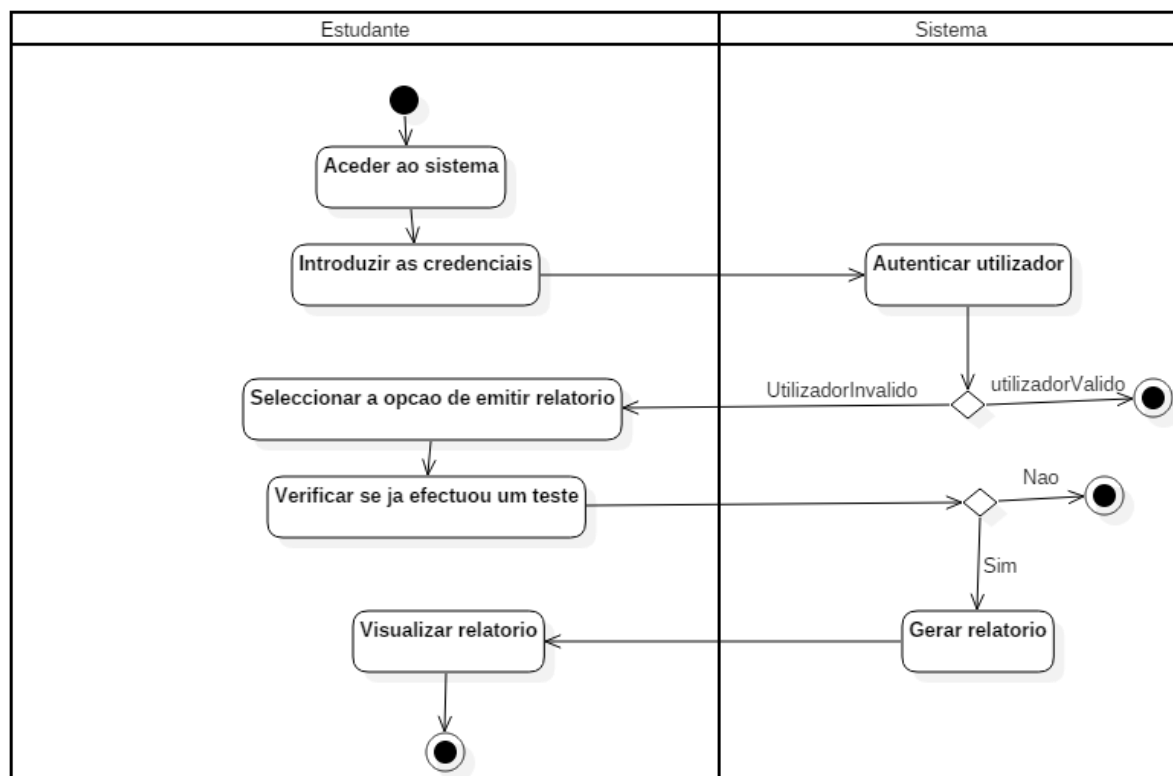 Estudante
Sistema
Aceder ao sistema
Introduzir as credenciais
Autenticar utilizador
UtilizadorInvalido
utilizadorValido
Seleccionar a opcao de emitir relatorio
Verificar se ja efectuou um teste
Nao
Sim
Visualizar relatorio
Gerar relatorio